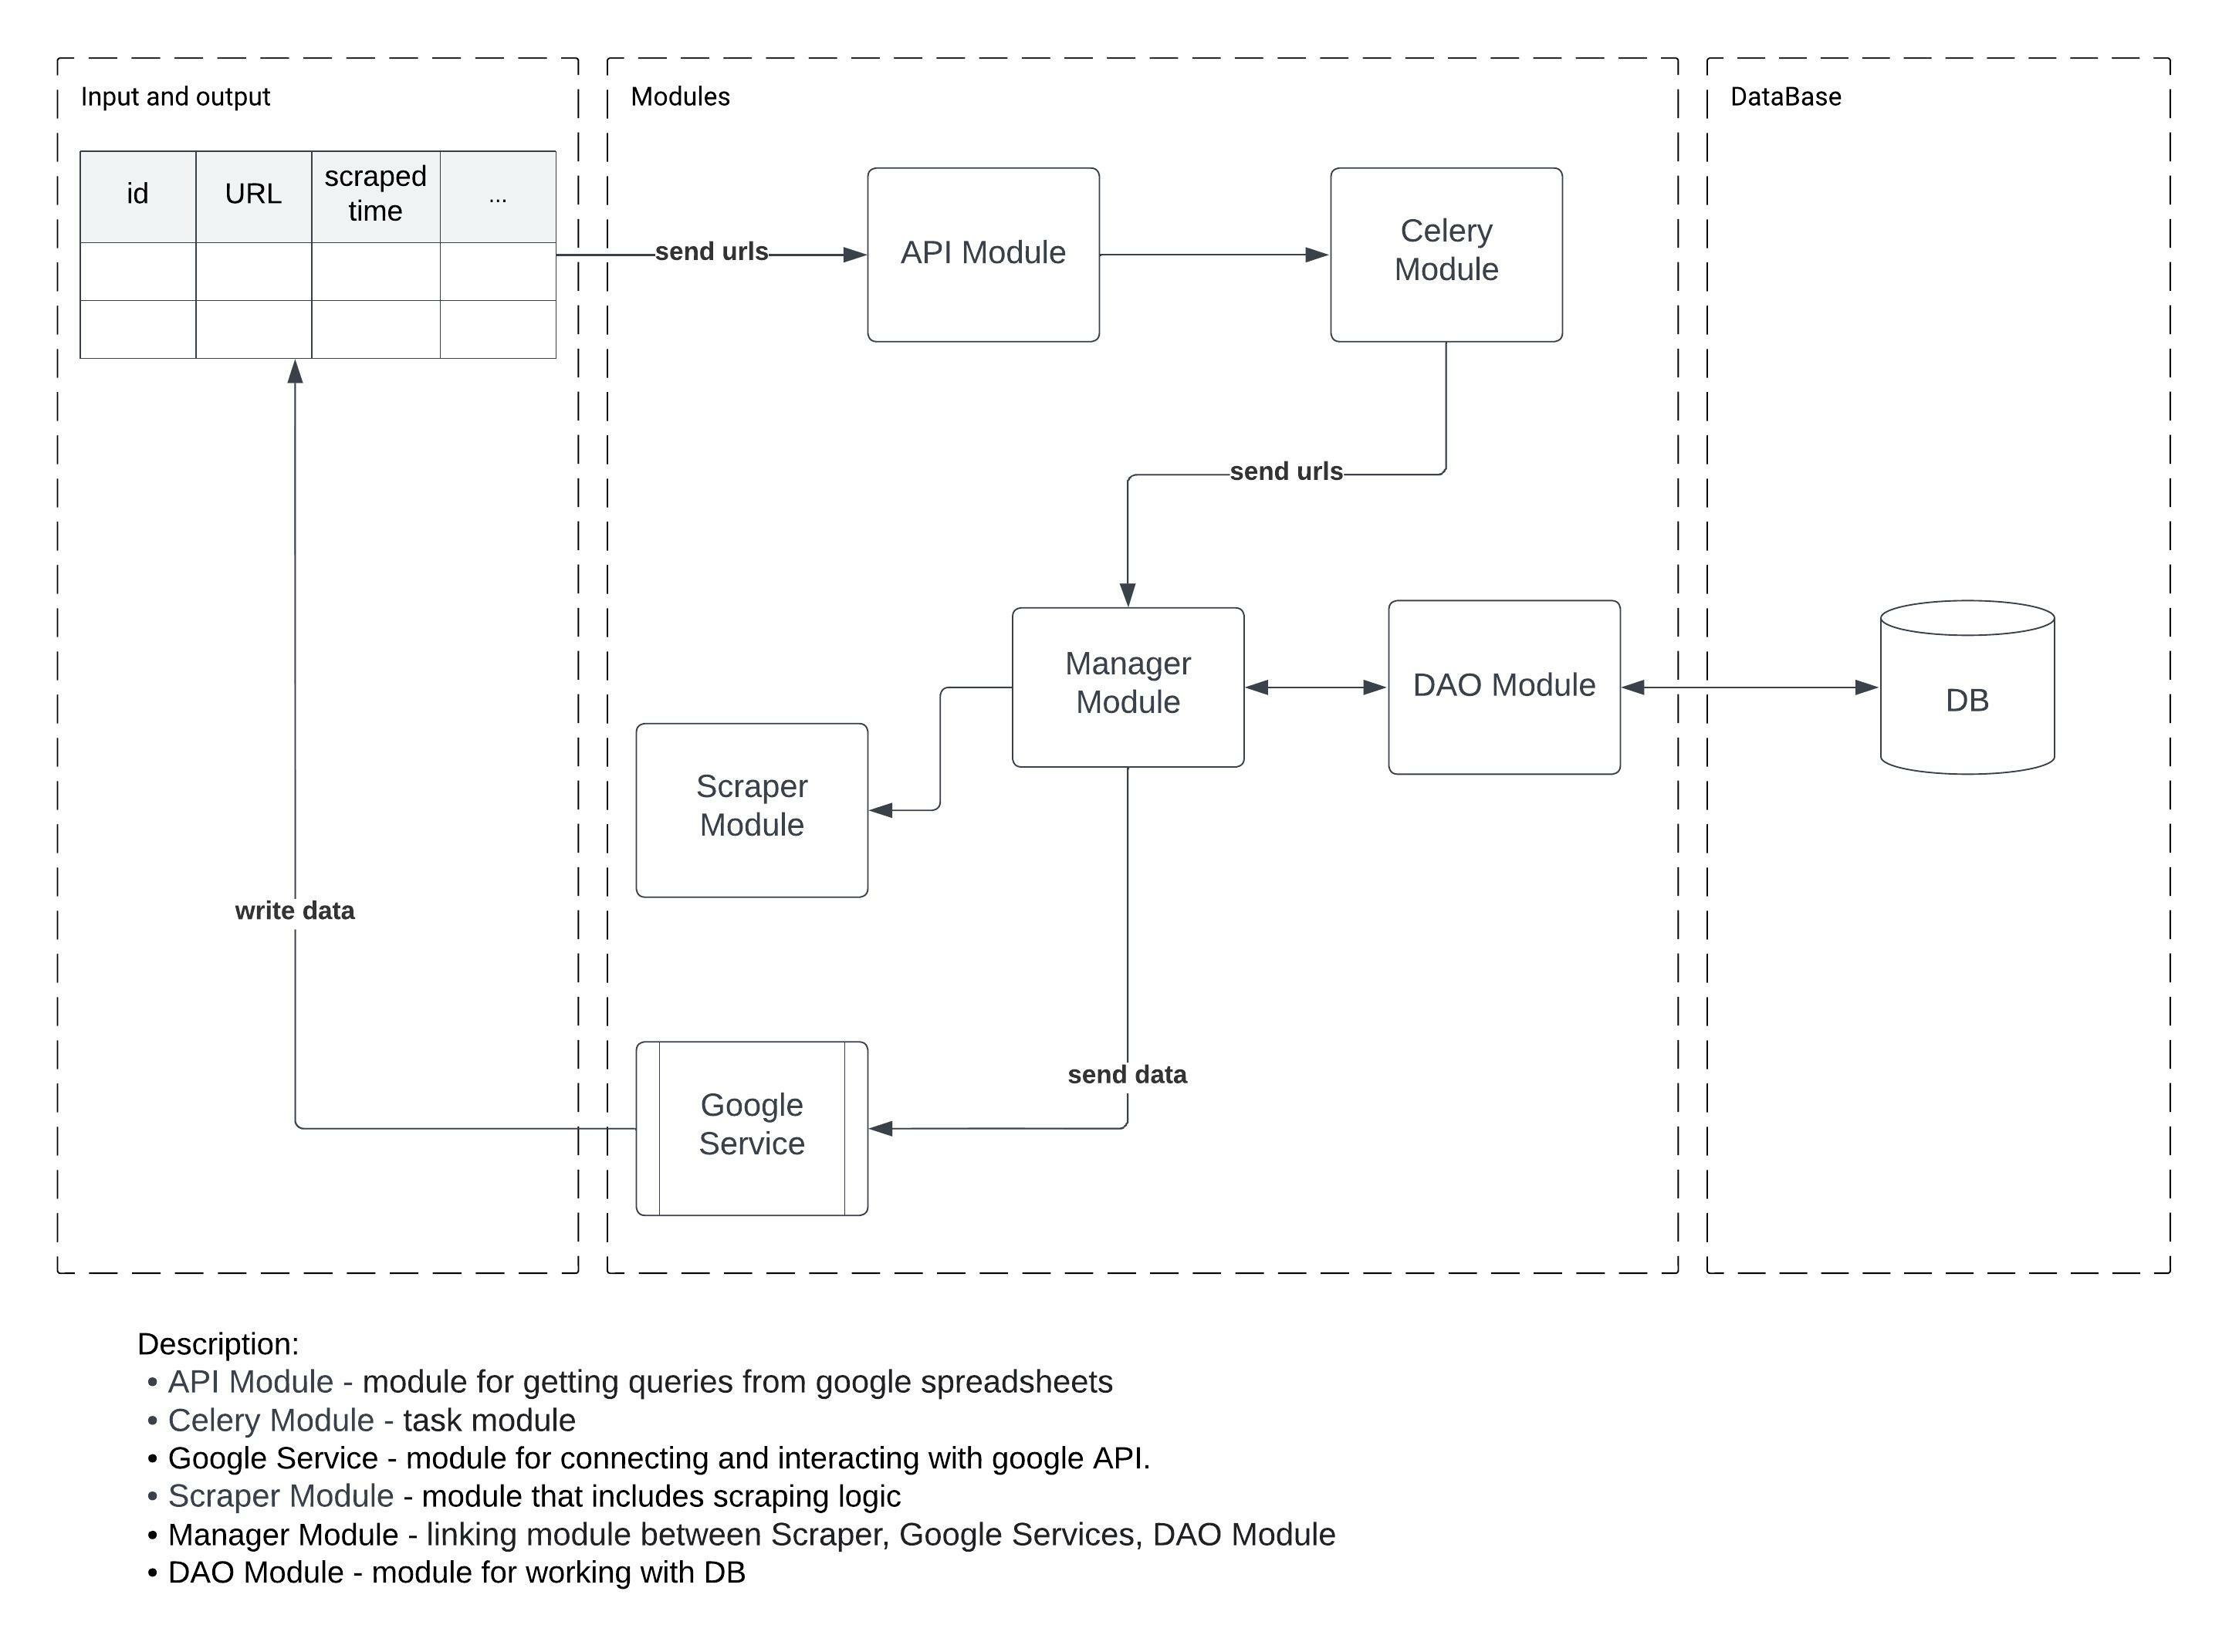 Input and output
Modules
DataBase
id
URL
scraped
time
...
send urls
API Module
Celery
Module
send urls
Manager
Module
DAO Module
DB
Scraper
Module
write data
send data
Google
Service
Description:
• API Module - module for getting queries from google spreadsheets
• Celery Module - task module
• Google Service - module for connecting and interacting with google API.
• Scraper Module - module that includes scraping logic
• Manager Module - linking module between Scraper, Google Services, DAO Module
• DAO Module - module for working with DB